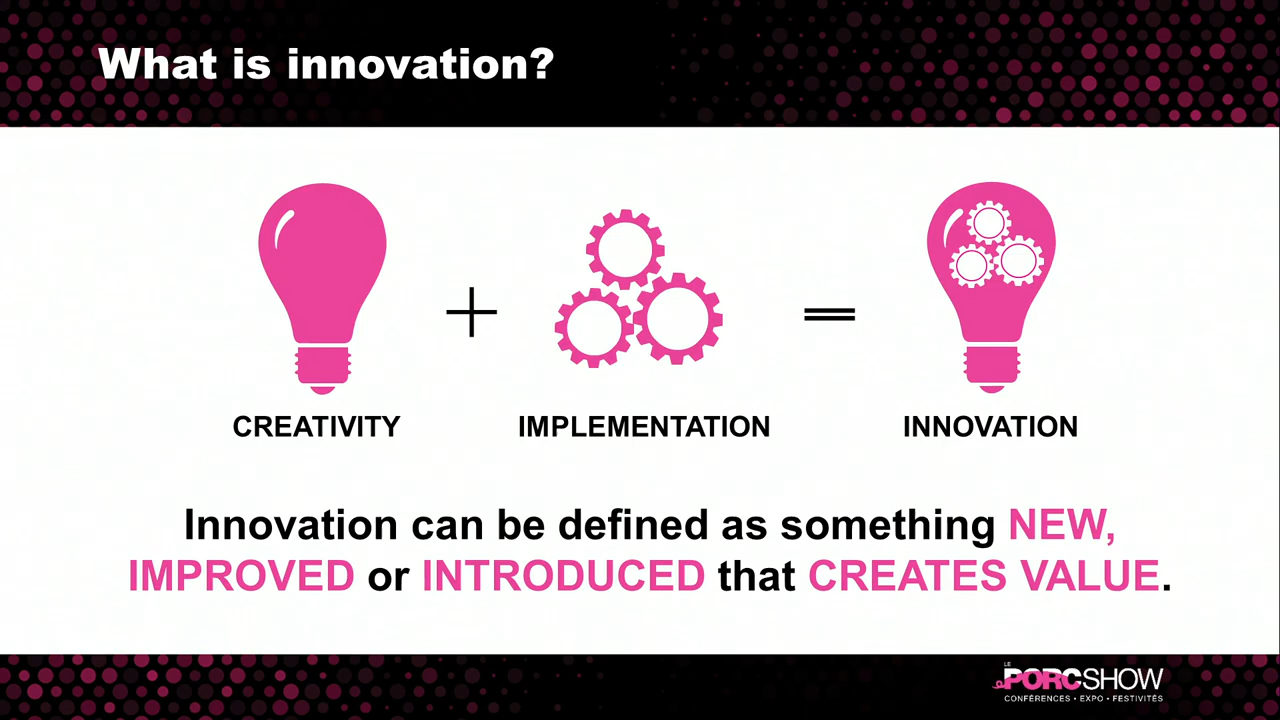 What is innovation?
+
=
CREATIVITY
IMPLEMENTATION
INNOVATION
Innovation can be defined as something NEW,
IMPROVED or INTRODUCED that CREATES VALUE.
LE
PORCSHOW
CONFÉRENCES • EXPO • FESTIVITÉS